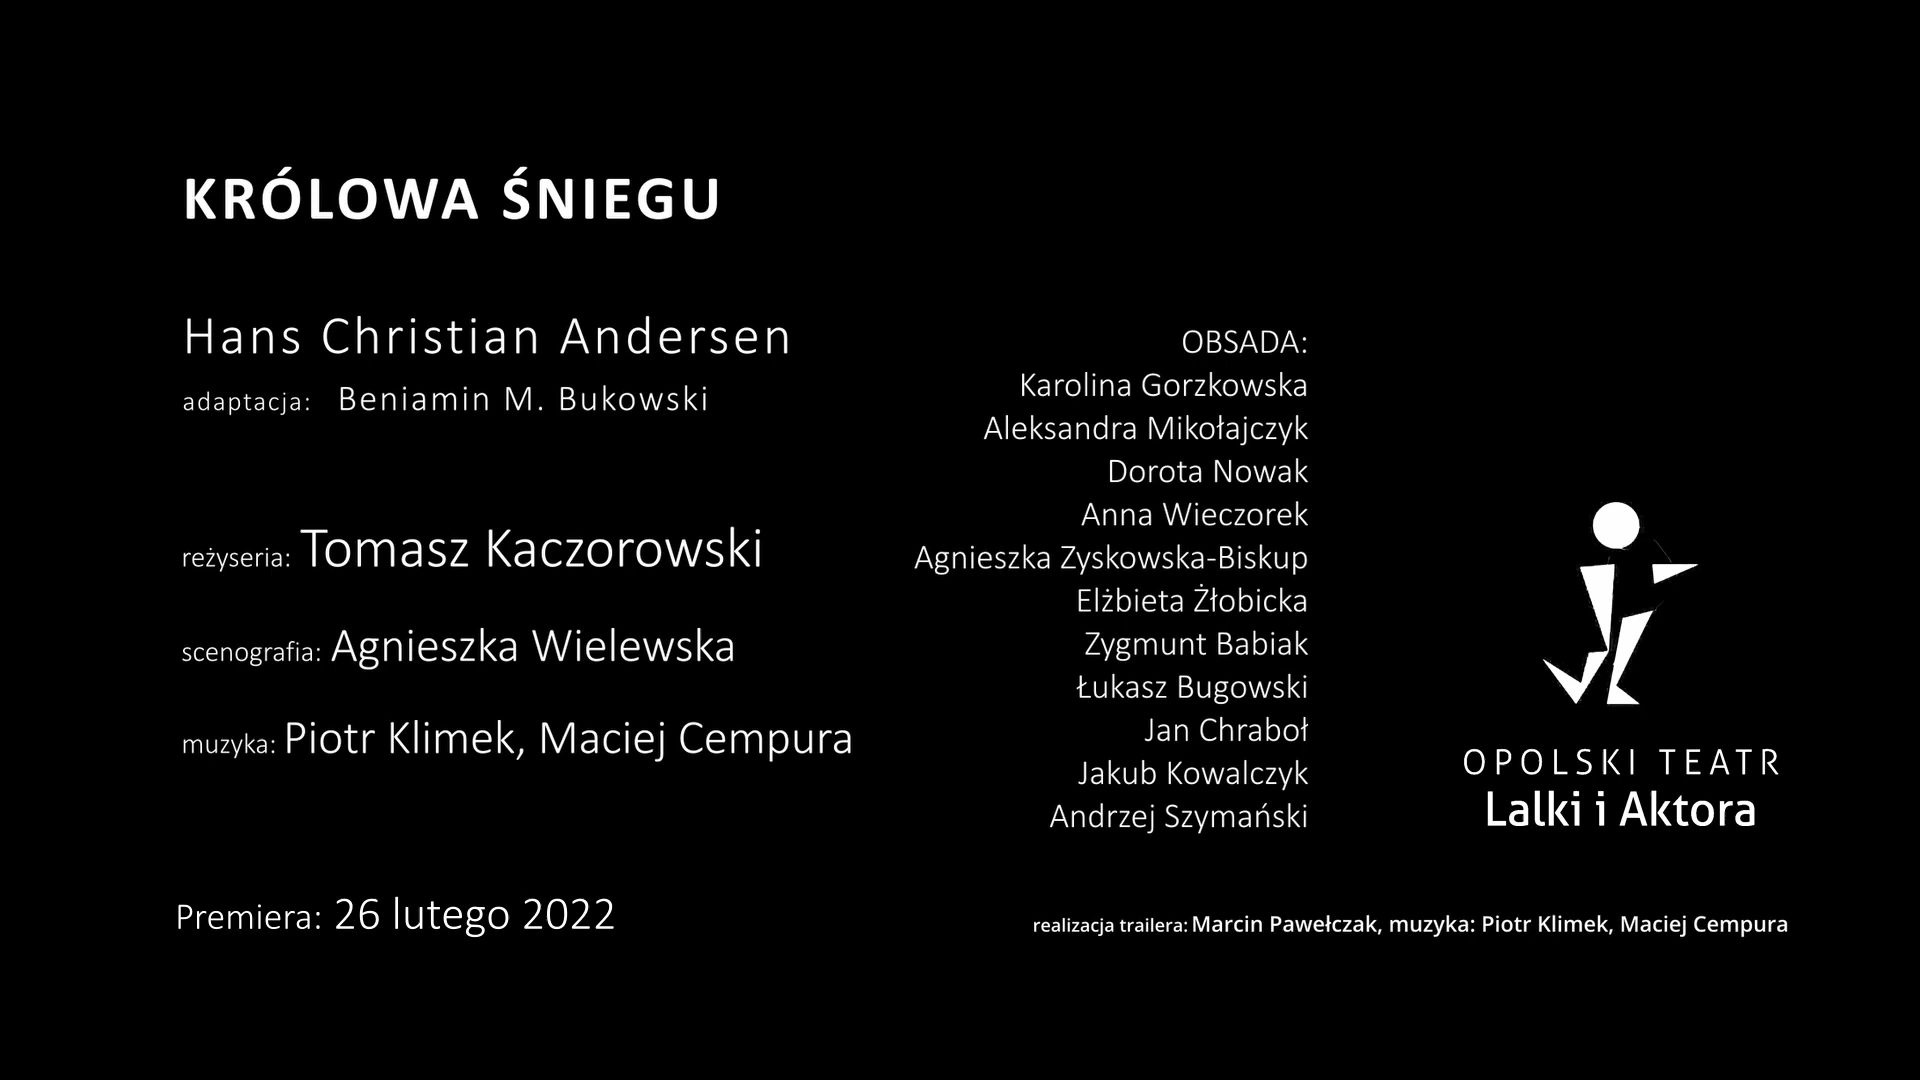 KRÓLOWA ŚNIEGU
Hans Christian Andersen
adaptacja: Beniamin M. Bukowski
reżyseria: Tomasz Kaczorowski
scenografia: Agnieszka Wielewska
muzyka: Piotr Klimek, Maciej Cempura
Premiera: 26 lutego 2022
OBSADA:
Karolina Gorzkowska
Aleksandra Mikołajczyk
Dorota Nowak
Anna Wieczorek
Agnieszka Zyskowska-Biskup
Elżbieta Żłobicka
Zygmunt Babiak
Łukasz Bugowski
Jan Chraboł
Jakub Kowalczyk
Andrzej Szymański
OPOLSKI TEATR
Lalki i Aktora
realizacja trailera: Marcin Pawełczak, muzyka: Piotr Klimek, Maciej Cempura